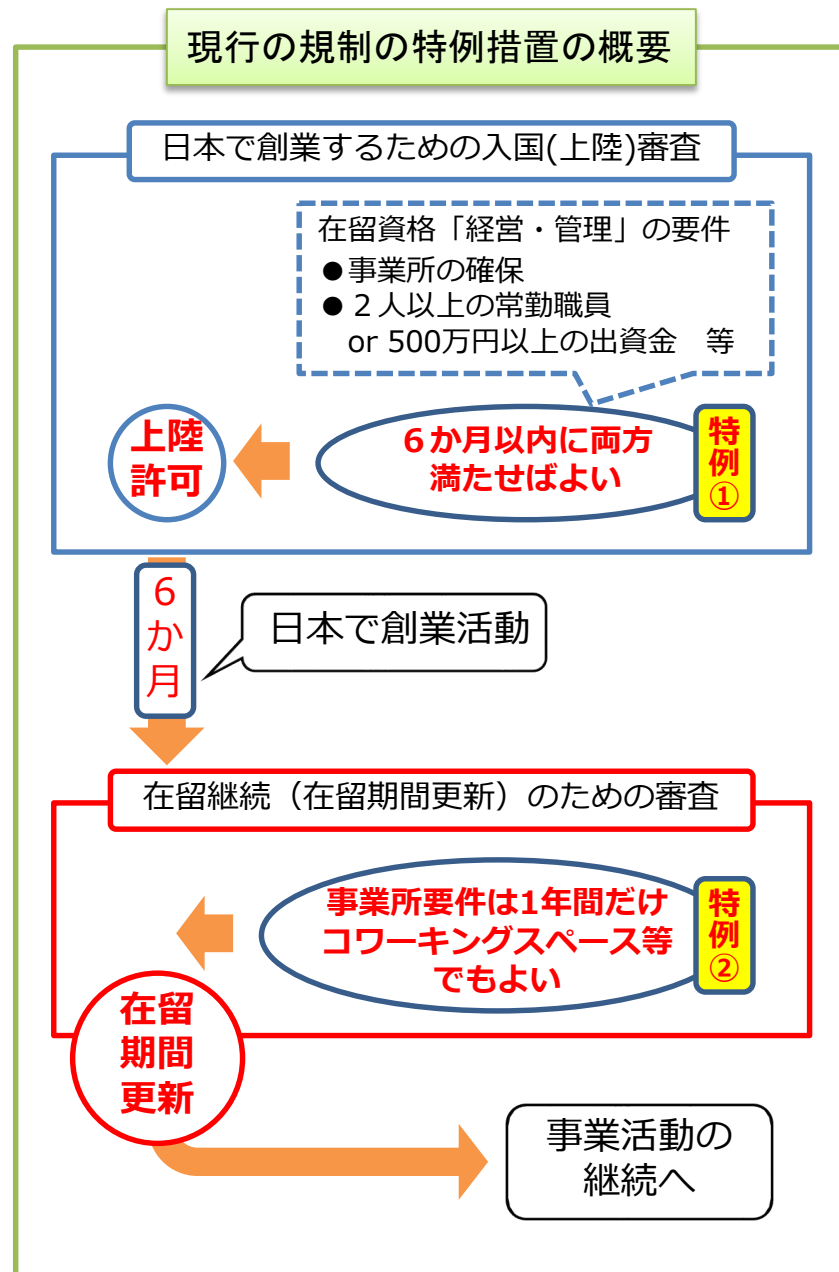 現行の規制の特例措置の概要
日本で創業するための入国(上陸)審査
在留資格「経営・管理」の要件
●事業所の確保
●２人以上の常勤職員
or 500万円以上の出資金　等
上陸
許可
６か月以内に両方
満たせばよい
特例①
６か月
日本で創業活動
在留継続（在留期間更新）のための審査
事業所要件は1年間だけ
コワーキングスペース等
でもよい
特例②
在留
期間
更新
事業活動の
継続へ